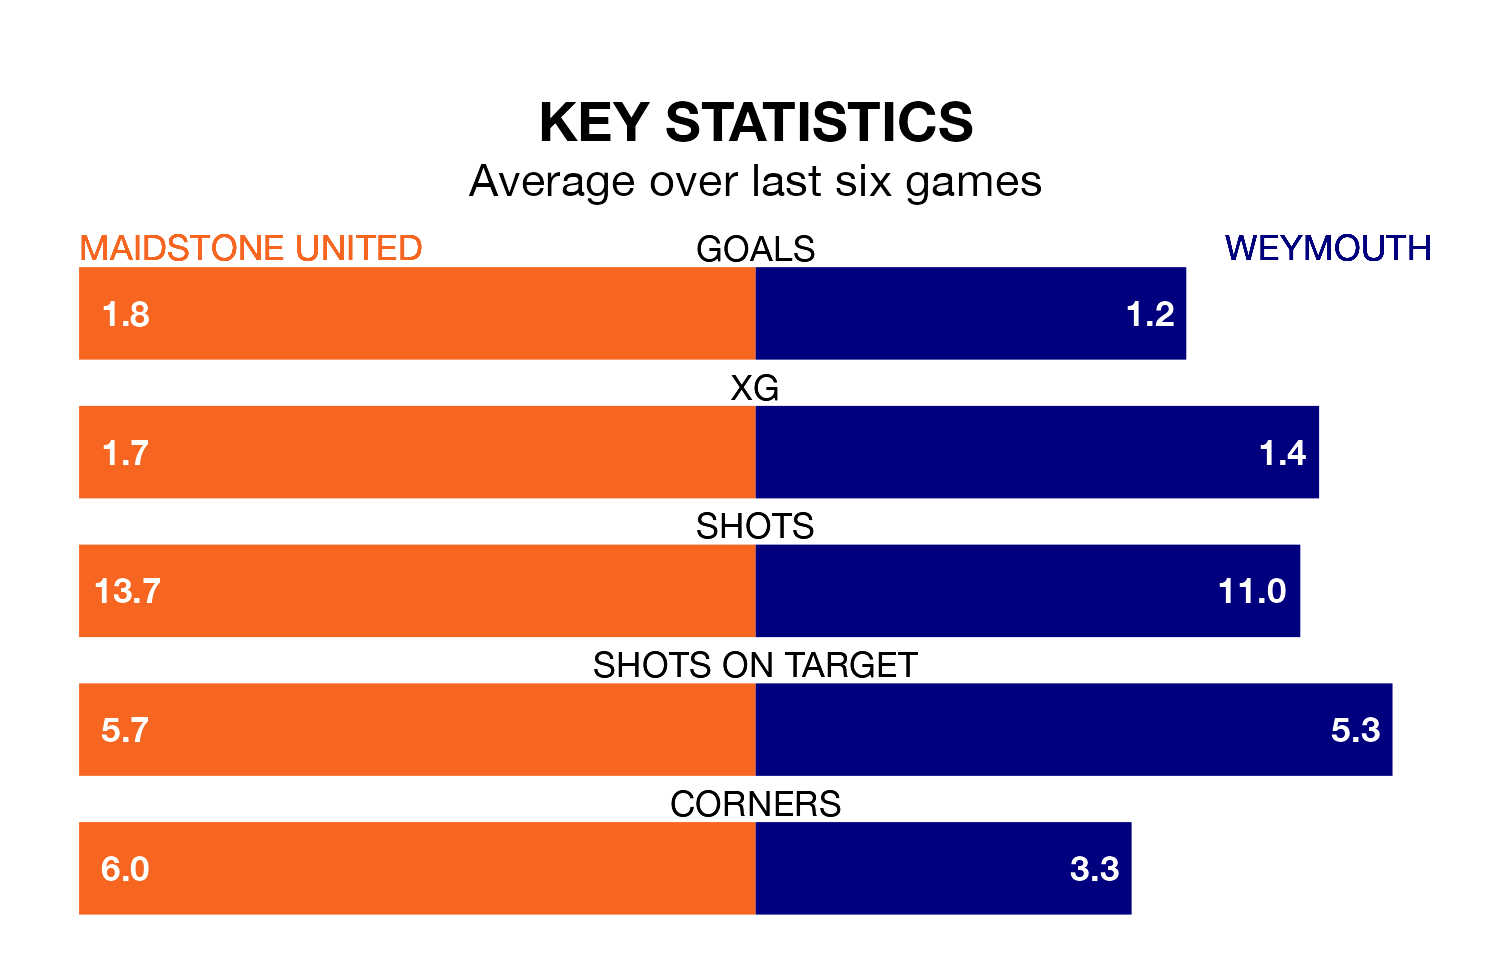 KEY STATISTICS
Average over last six games
MAIDSTONE UNITED GOALS WEYMOUTH
1.8 1.2
XG
1.7 1.4
SHOTS
13.7 11.0
SHOTS ON TARGET
5.7 5.3
CORNERS
6.0 3.3